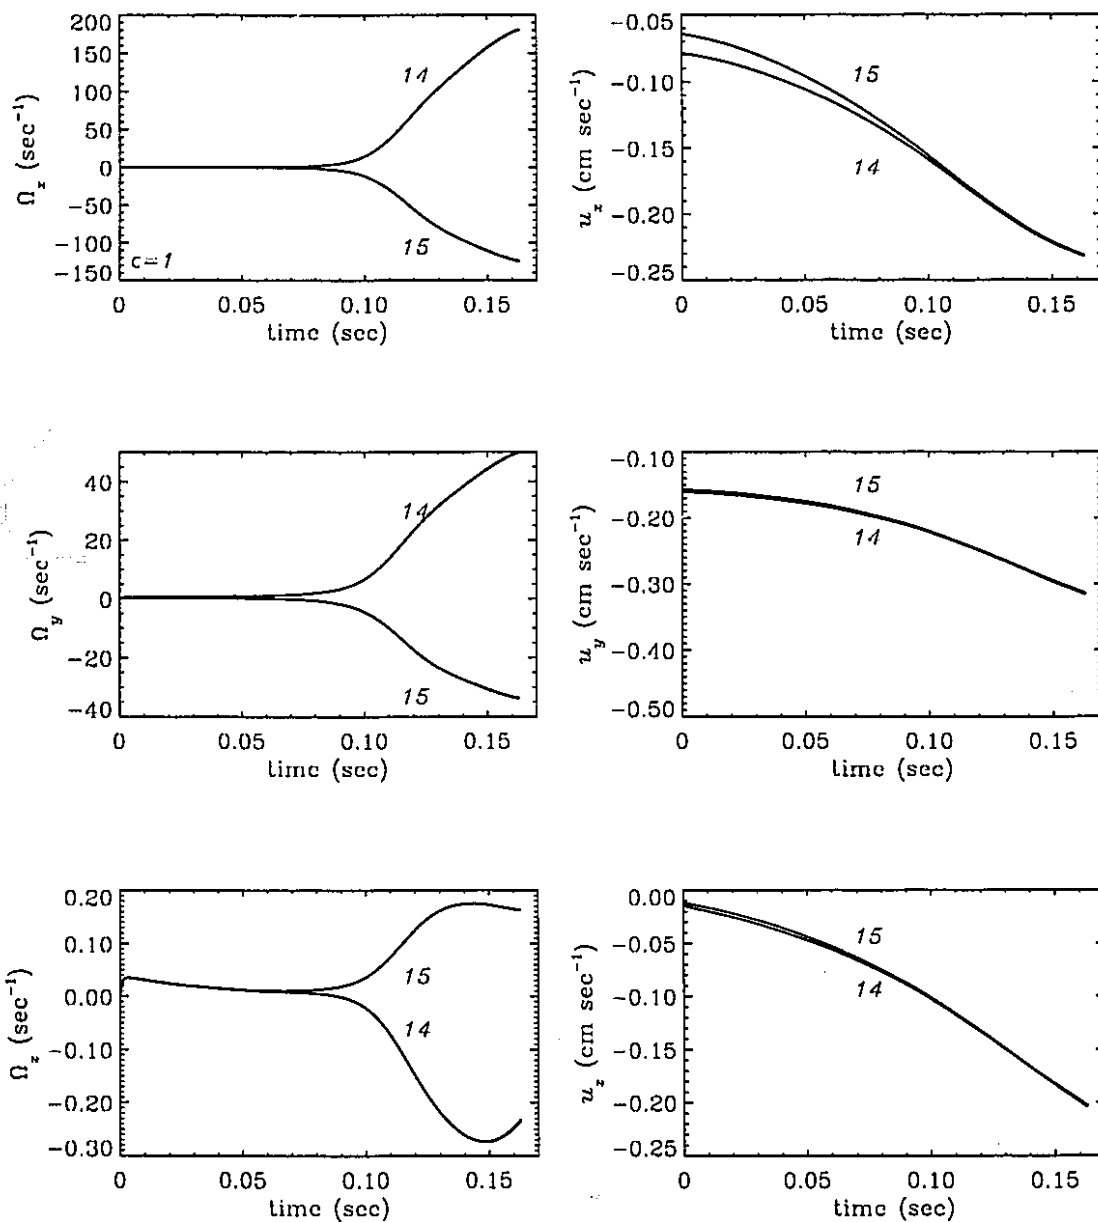 200
150
100
50
0
−50
−100
−150
Ω_x (sec⁻¹)
14
15
c=1
0 0.05 0.10 0.15
time (sec)
−0.05
−0.10
−0.15
−0.20
−0.25
u_x (cm sec⁻¹)
15
14
0 0.05 0.10 0.15
time (sec)
40
20
0
−20
−40
Ω_y (sec⁻¹)
14
15
0 0.05 0.10 0.15
time (sec)
−0.10
−0.20
−0.30
−0.40
−0.50
u_y (cm sec⁻¹)
15
14
0 0.05 0.10 0.15
time (sec)
0.20
0.10
0.00
−0.10
−0.20
−0.30
Ω_z (sec⁻¹)
15
14
0 0.05 0.10 0.15
time (sec)
0.00
−0.05
−0.10
−0.15
−0.20
−0.25
u_z (cm sec⁻¹)
15
14
0 0.05 0.10 0.15
time (sec)